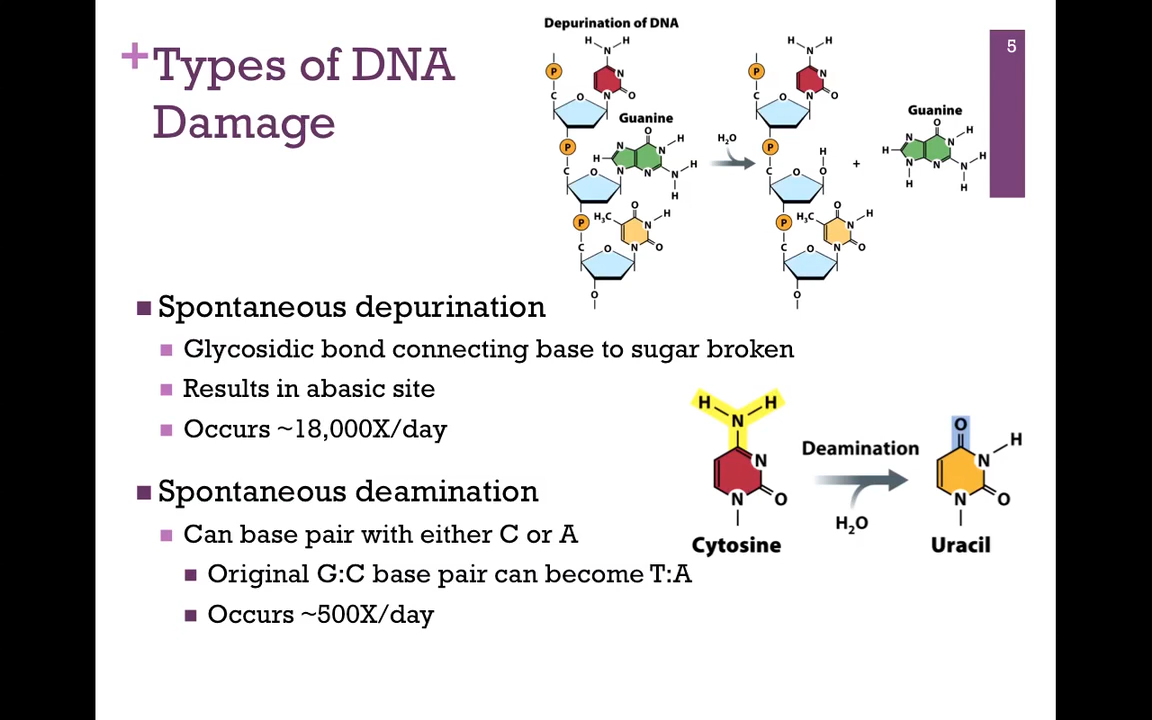 Depurination of DNA
5
+Types of DNA
Damage
H H H H
N N
P N P N
C O N O C O N O
Guanine Guanine
O H O H
P N N H₂O P H N N
H H H
C O N N N C O O + N N N
H H H H
P H₃C O N H P H₃C O N H
C O N O C O N O
O O
Spontaneous depurination
Glycosidic bond connecting base to sugar broken
Results in abasic site
Occurs ~18,000X/day
H H
N O
Deamination H
N N
N O N O
H₂O
Cytosine Uracil
Spontaneous deamination
Can base pair with either C or A
Original G:C base pair can become T:A
Occurs ~500X/day